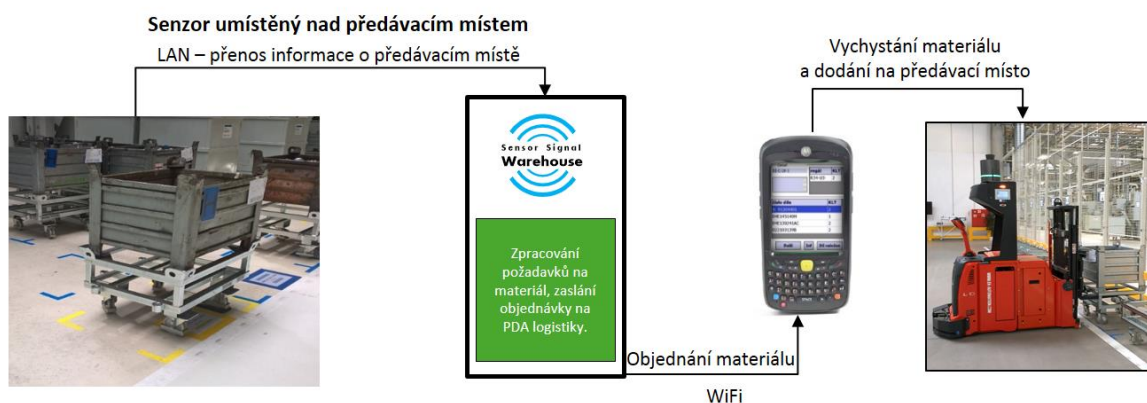 Senzor umístěný nad předávacím místem
LAN – přenos informace o předávacím místě
Sensor Signal
Warehouse
Zpracování
požadavků na
materiál, zaslání
objednávky na
PDA logistiky.
Objednání materiálu
WiFi
Vychystání materiálu
a dodání na předávací místo